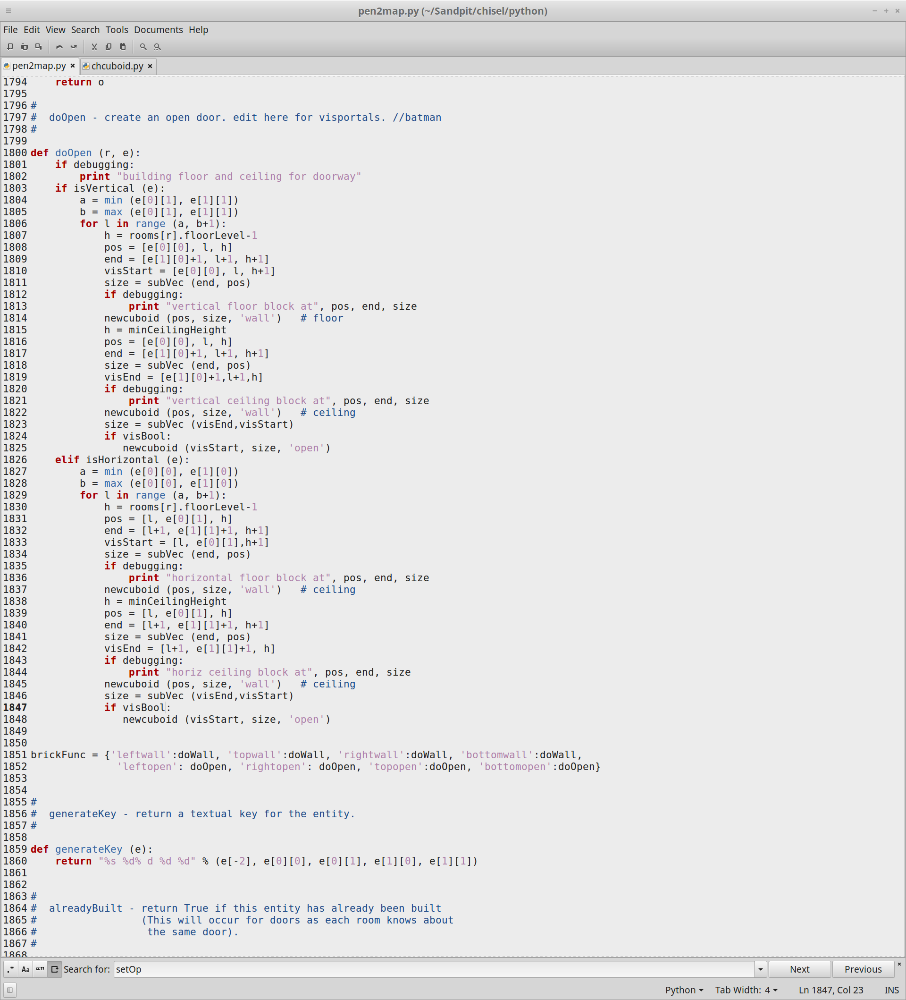 pen2map.py (~/Sandpit/chisel/python)
File Edit View Search Tools Documents Help
pen2map.py × chcuboid.py ×
1794     return o
1795
1796 #
1797 #  doOpen - create an open door. edit here for visportals. //batman
1798 #
1799
1800 def doOpen (r, e):
1801     if debugging:
1802         print "building floor and ceiling for doorway"
1803     if isVertical (e):
1804         a = min (e[0][1], e[1][1])
1805         b = max (e[0][1], e[1][1])
1806         for l in range (a, b+1):
1807             h = rooms[r].floorLevel-1
1808             pos = [e[0][0], l, h]
1809             end = [e[1][0]+1, l+1, h+1]
1810             visStart = [e[0][0], l, h+1]
1811             size = subVec (end, pos)
1812             if debugging:
1813                 print "vertical floor block at", pos, end, size
1814             newcuboid (pos, size, 'wall')   # floor
1815             h = minCeilingHeight
1816             pos = [e[0][0], l, h]
1817             end = [e[1][0]+1, l+1, h+1]
1818             size = subVec (end, pos)
1819             visEnd = [e[1][0]+1,l+1,h]
1820             if debugging:
1821                 print "vertical ceiling block at", pos, end, size
1822             newcuboid (pos, size, 'wall')   # ceiling
1823             size = subVec (visEnd,visStart)
1824             if visBool:
1825                newcuboid (visStart, size, 'open')
1826     elif isHorizontal (e):
1827         a = min (e[0][0], e[1][0])
1828         b = max (e[0][0], e[1][0])
1829         for l in range (a, b+1):
1830             h = rooms[r].floorLevel-1
1831             pos = [l, e[0][1], h]
1832             end = [l+1, e[1][1]+1, h+1]
1833             visStart = [l, e[0][1],h+1]
1834             size = subVec (end, pos)
1835             if debugging:
1836                 print "horizontal floor block at", pos, end, size
1837             newcuboid (pos, size, 'wall')   # ceiling
1838             h = minCeilingHeight
1839             pos = [l, e[0][1], h]
1840             end = [l+1, e[1][1]+1, h+1]
1841             size = subVec (end, pos)
1842             visEnd = [l+1, e[1][1]+1, h]
1843             if debugging:
1844                 print "horiz ceiling block at", pos, end, size
1845             newcuboid (pos, size, 'wall')   # ceiling
1846             size = subVec (visEnd,visStart)
1847             if visBool:
1848                newcuboid (visStart, size, 'open')
1849
1850
1851 brickFunc = {'leftwall':doWall, 'topwall':doWall, 'rightwall':doWall, 'bottomwall':doWall,
1852               'leftopen': doOpen, 'rightopen': doOpen, 'topopen':doOpen, 'bottomopen':doOpen}
1853
1854
1855 #
1856 #  generateKey - return a textual key for the entity.
1857 #
1858
1859 def generateKey (e):
1860     return "%s %d% d %d %d" % (e[-2], e[0][0], e[0][1], e[1][0], e[1][1])
1861
1862
1863 #
1864 #  alreadyBuilt - return True if this entity has already been built
1865 #                 (This will occur for doors as each room knows about
1866 #                  the same door).
1867 #
1868
.* Aa “” Search for: setOp Next Previous ×
Python Tab Width: 4 Ln 1847, Col 23 INS